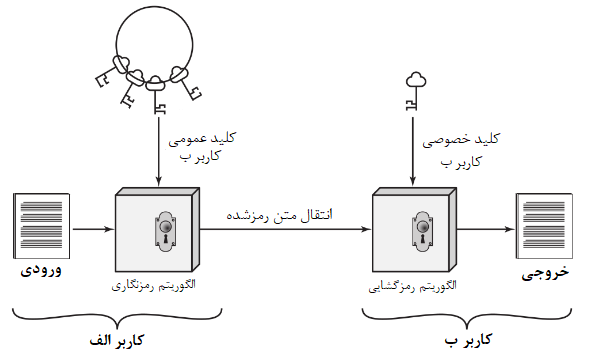 کلید عمومی
کاربر ب
کلید خصوصی
کاربر ب
انتقال متن رمزشده
ورودی
الگوریتم رمزنگاری
الگوریتم رمزگشایی
خروجی
کاربر الف
کاربر ب